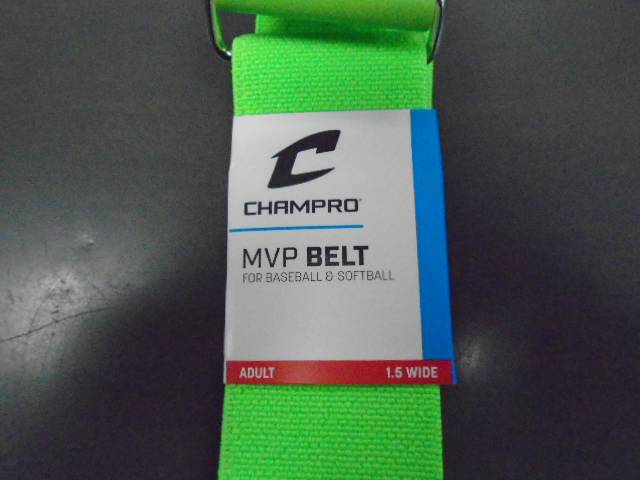 CHAMPRO
MVP BELT
FOR BASEBALL & SOFTBALL
ADULT 1.5 WIDE